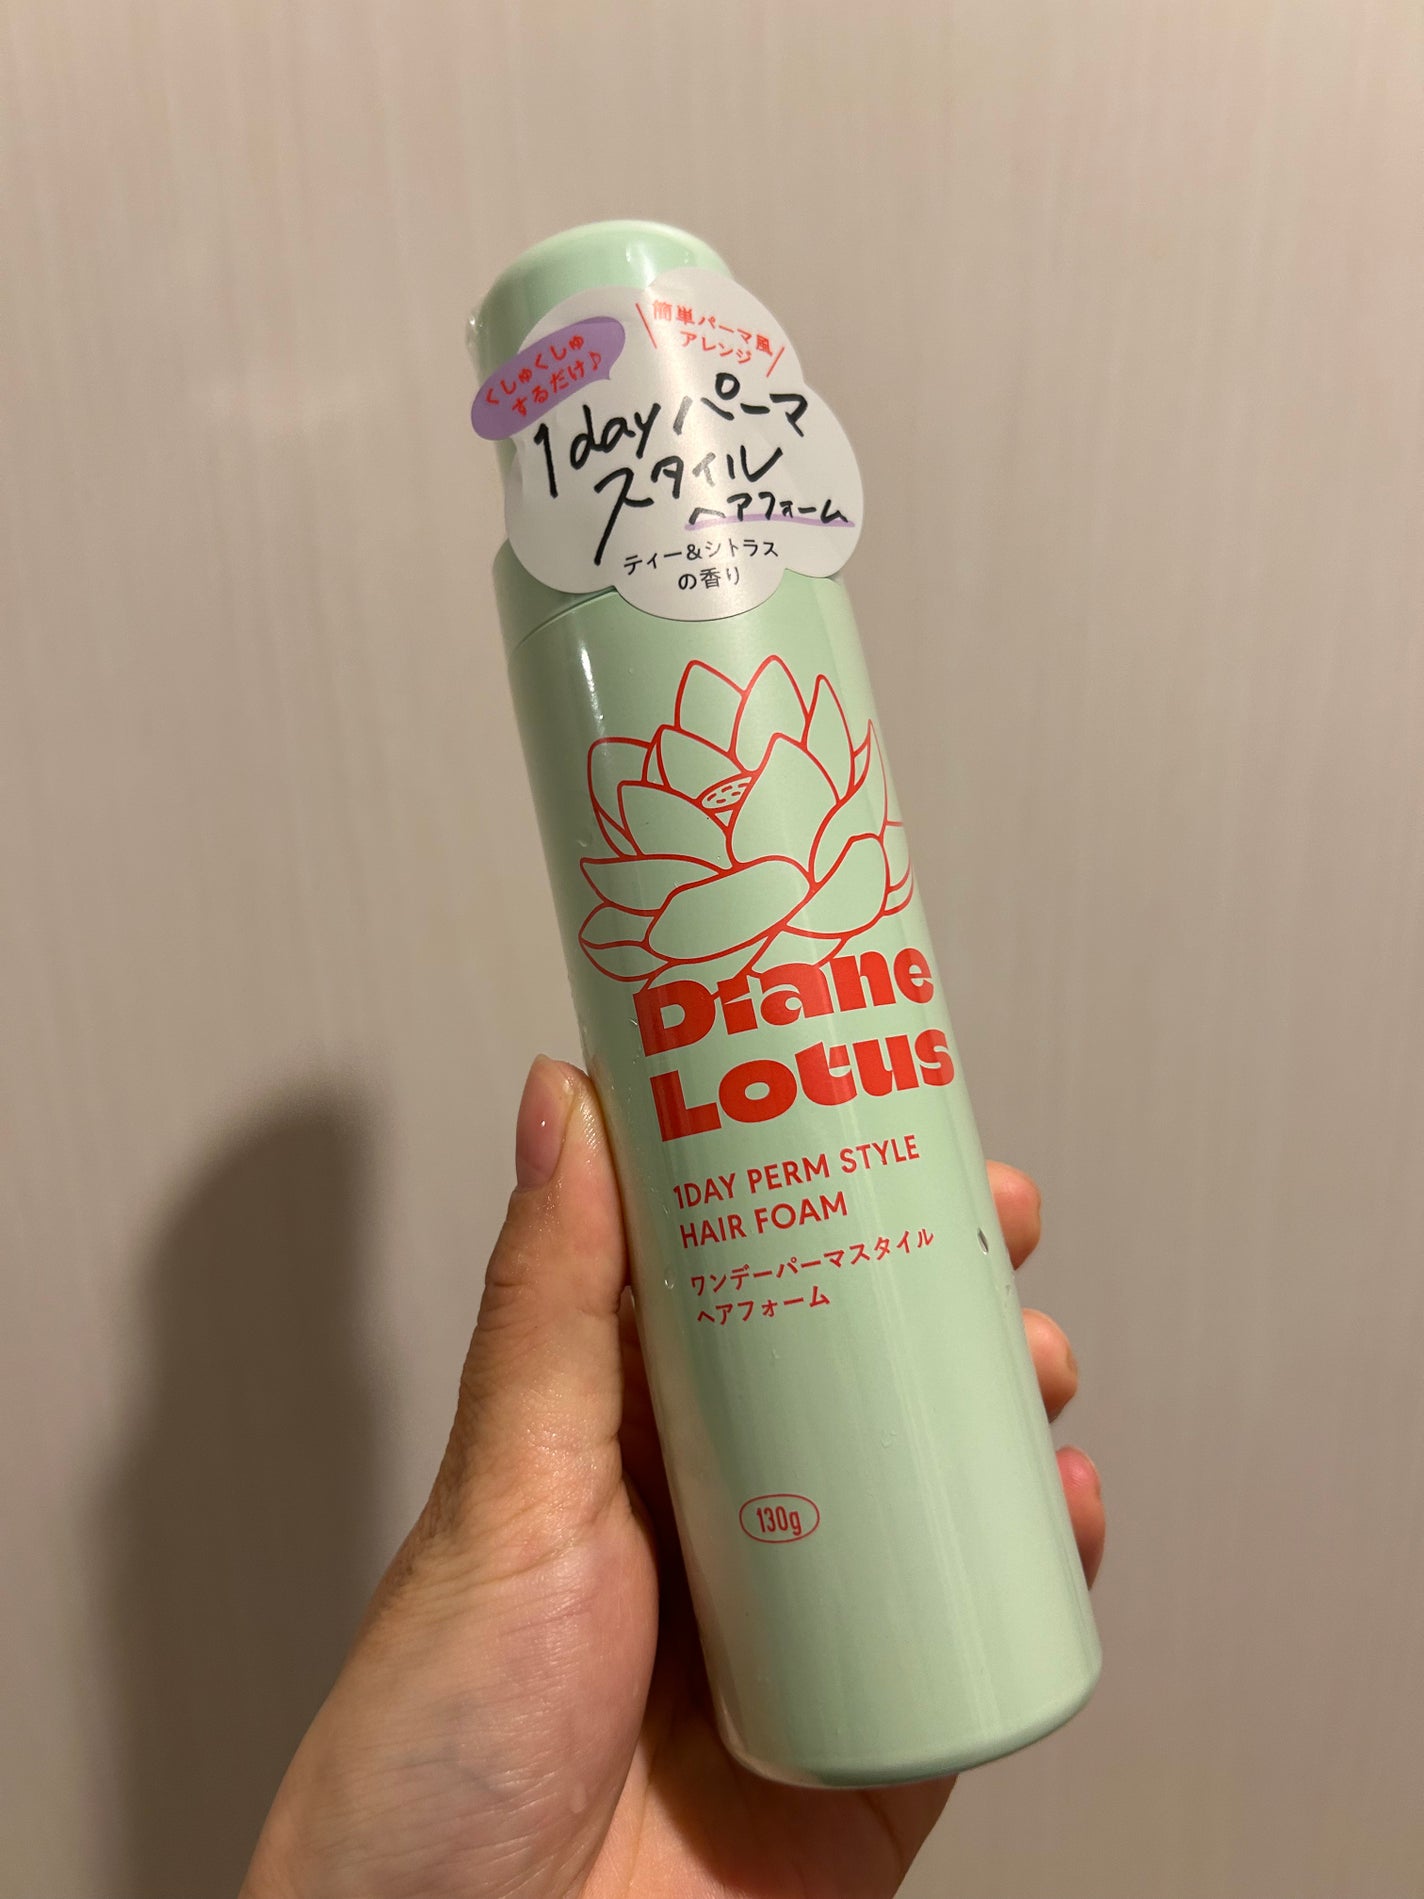 くしゅくしゅ
するだけ♪
簡単パーマ風
アレンジ
1dayパーマ
スタイル
ヘアフォーム
ティー&シトラス
の香り
Diane
Lotus
1DAY PERM STYLE
HAIR FOAM
ワンデーパーマスタイル
ヘアフォーム
130g